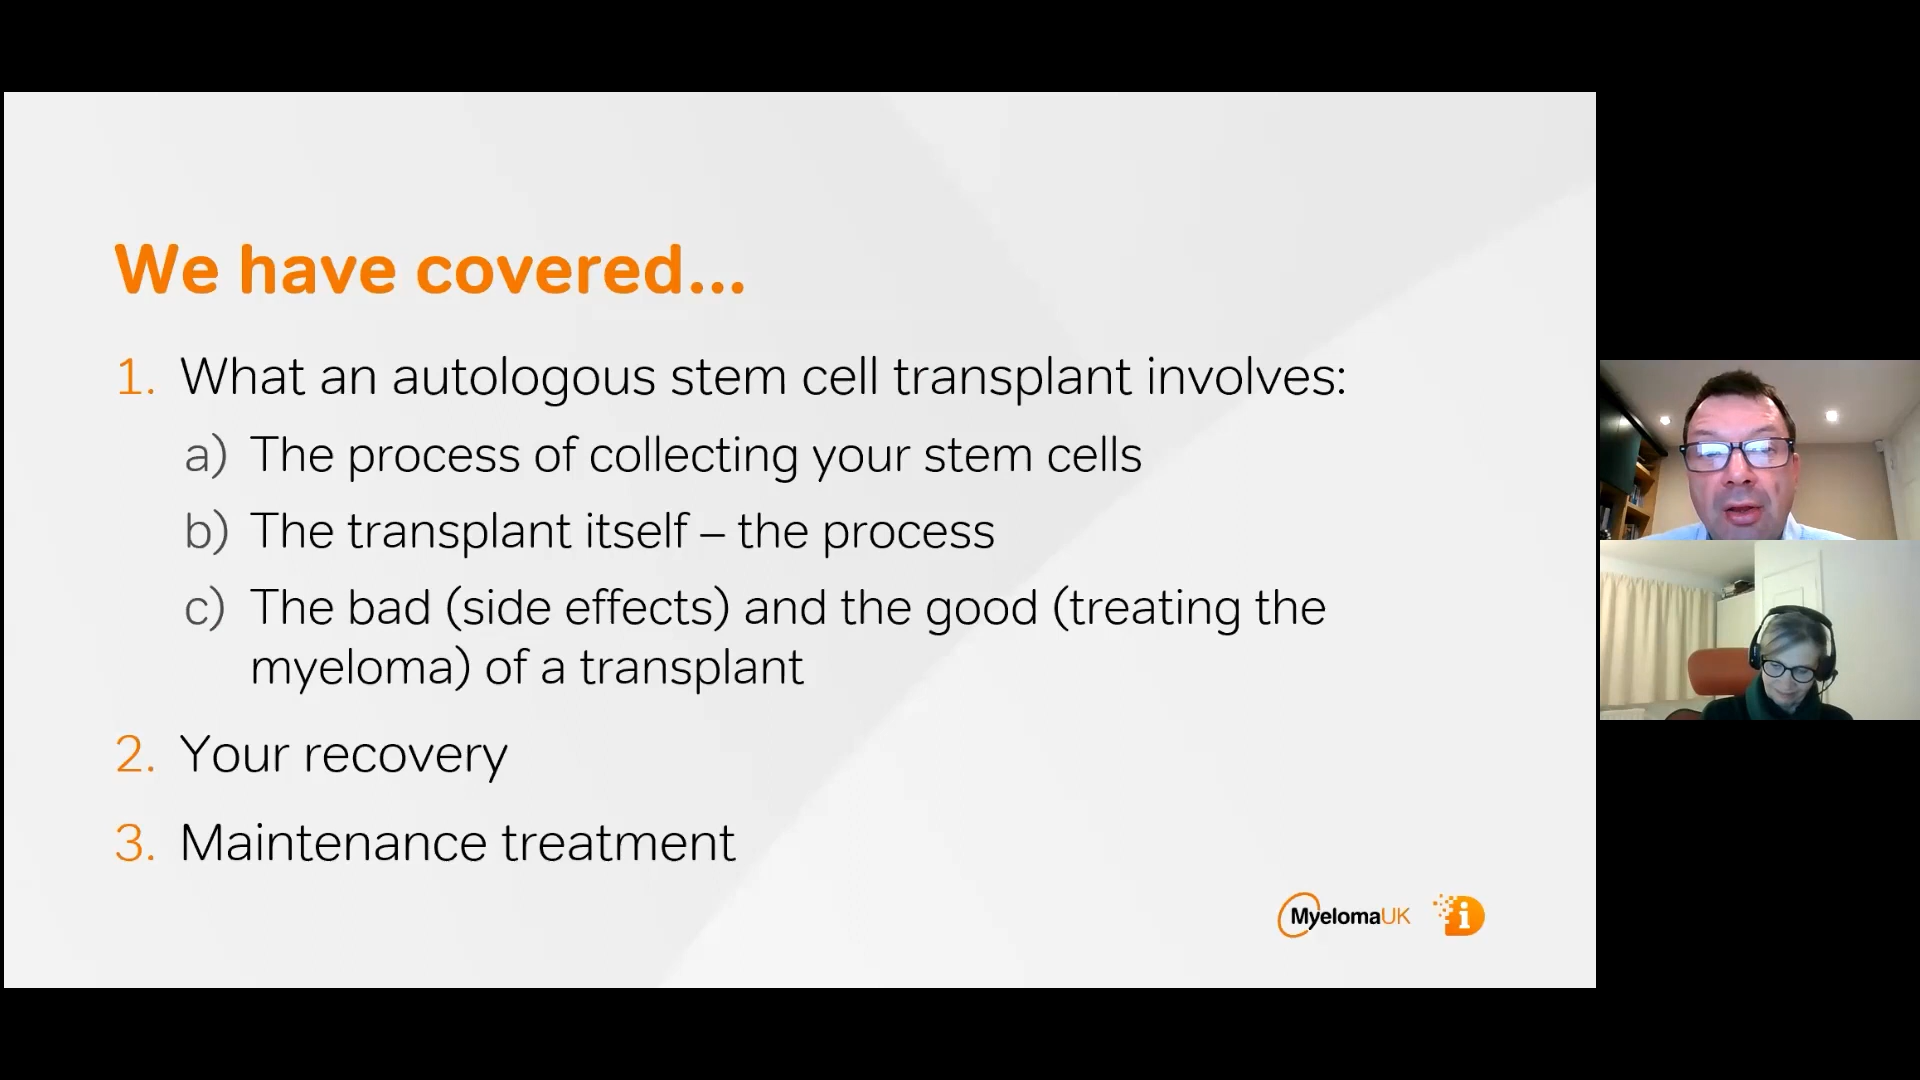 We have covered...
1. What an autologous stem cell transplant involves:
a) The process of collecting your stem cells
b) The transplant itself – the process
c) The bad (side effects) and the good (treating the
myeloma) of a transplant
2. Your recovery
3. Maintenance treatment
MyelomaUK
i